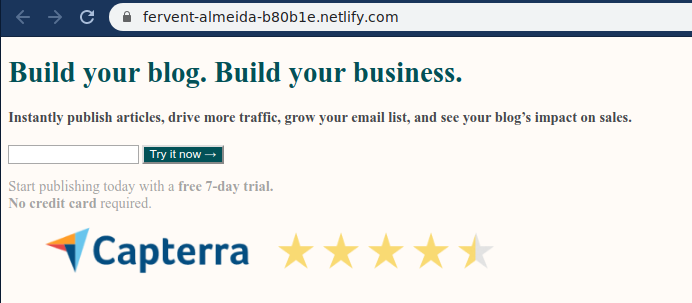 fervent-almeida-b80b1e.netlify.com
Build your blog. Build your business.
Instantly publish articles, drive more traffic, grow your email list, and see your blog’s impact on sales.
Try it now →
Start publishing today with a free 7-day trial.
No credit card required.
Capterra